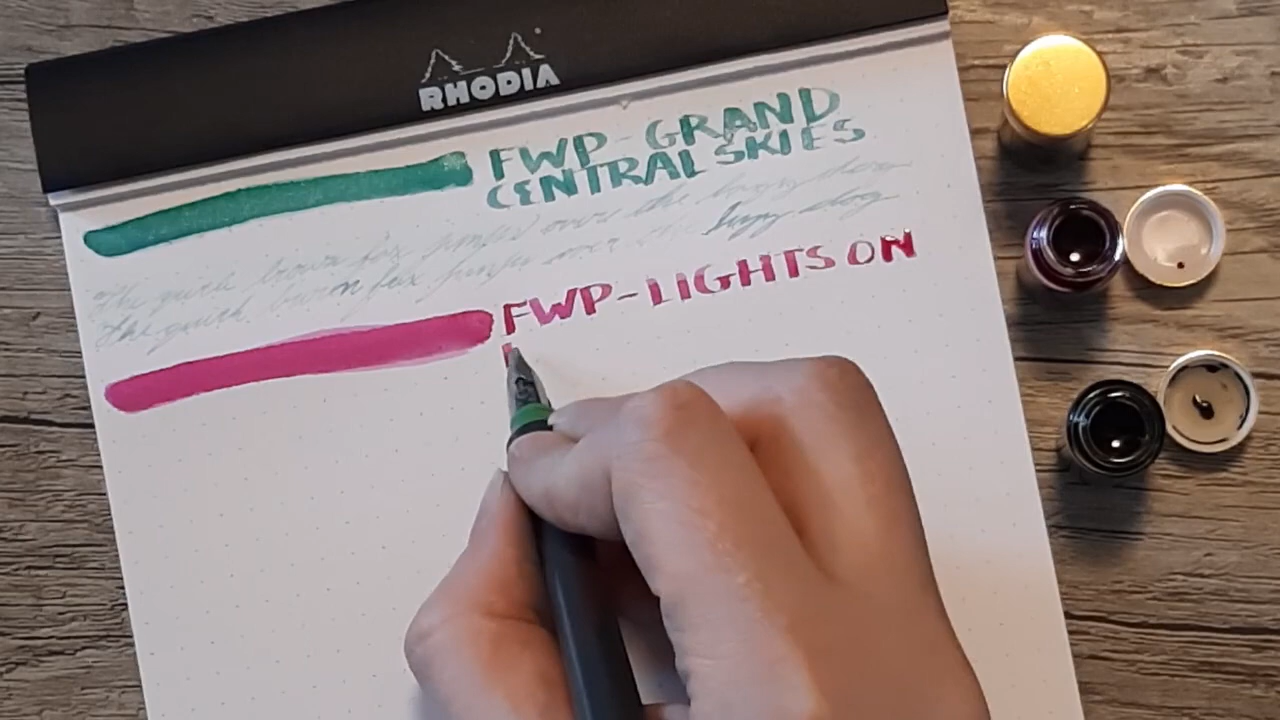 RHODIA
FWP-GRAND
CENTRAL SKIES
The quick brown fox jumps over the lazy
the quick brown fox jumps over the lazy dog
FWP-LIGHTS ON